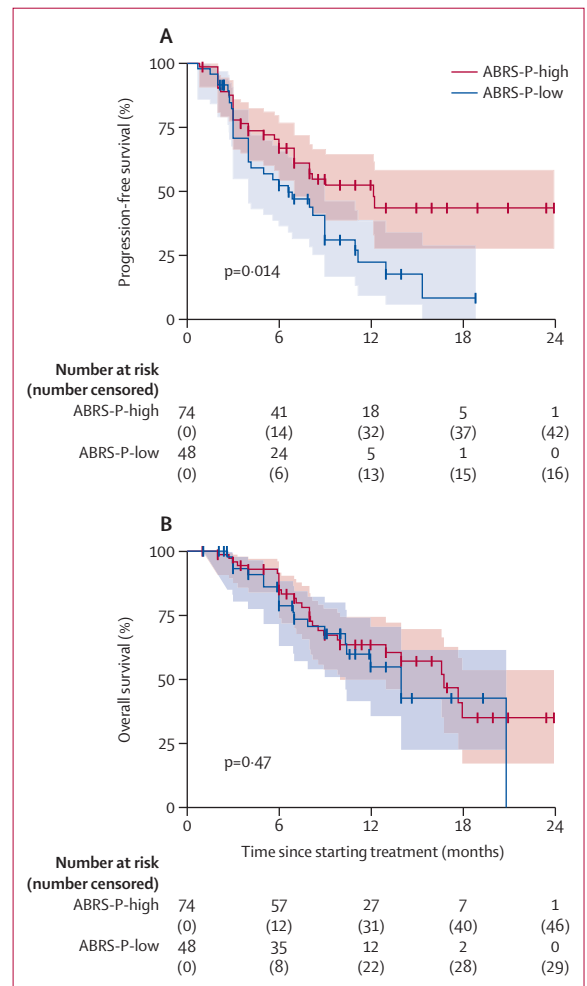 A
ABRS-P-high
ABRS-P-low
Progression-free survival (%)
100
75
50
25
0
p=0·014
0 6 12 18 24
Number at risk
(number censored)
ABRS-P-high 74 41 18 5 1
(0) (14) (32) (37) (42)
ABRS-P-low 48 24 5 1 0
(0) (6) (13) (15) (16)
B
Overall survival (%)
100
75
50
25
0
p=0·47
0 6 12 18 24
Time since starting treatment (months)
Number at risk
(number censored)
ABRS-P-high 74 57 27 7 1
(0) (12) (31) (40) (46)
ABRS-P-low 48 35 12 2 0
(0) (8) (22) (28) (29)